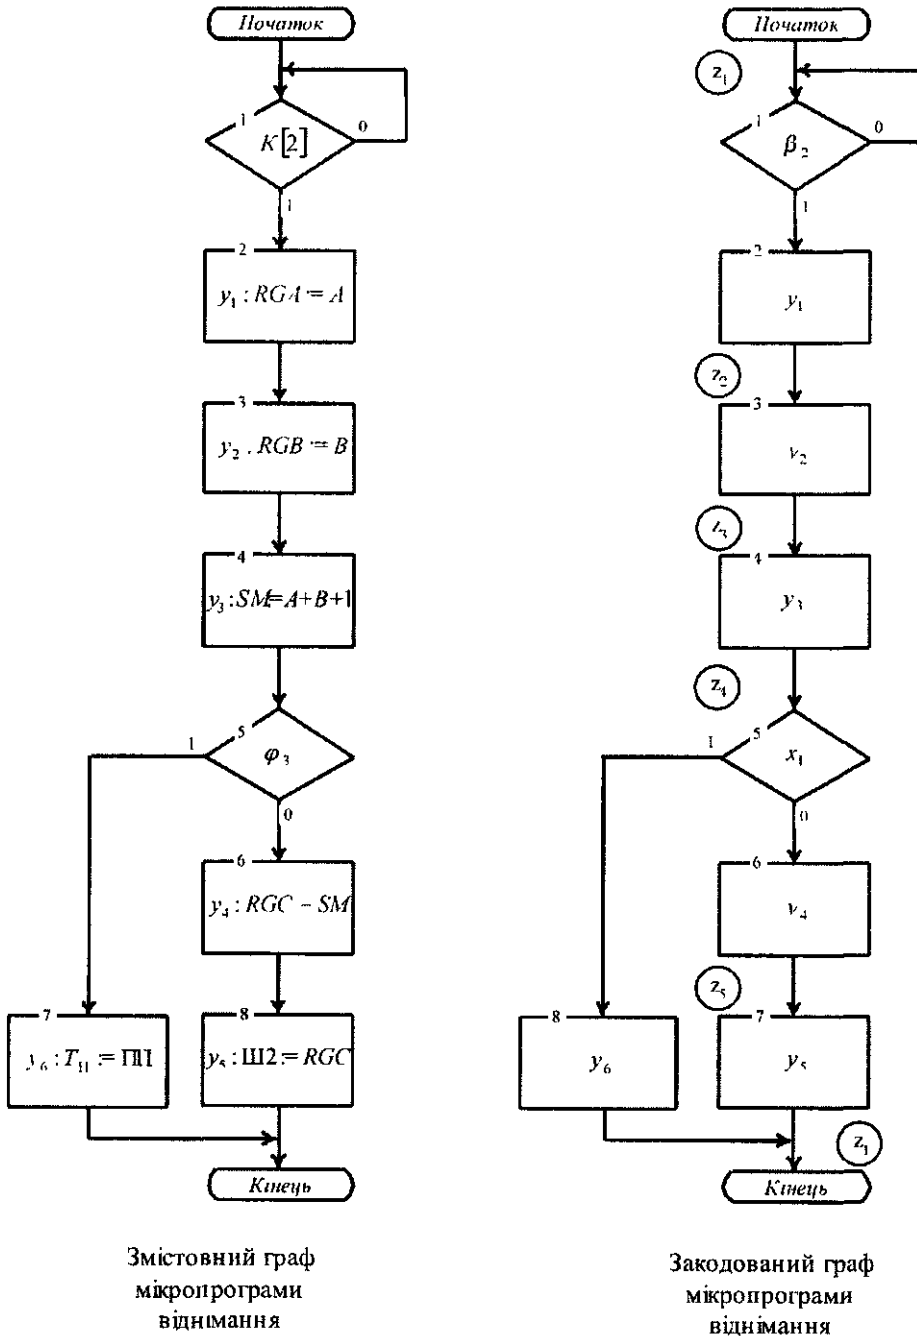 Початок
1
K[2]
0
1
2
y₁ : RGA := A
3
y₂ . RGB := B
4
y₃ : SM=A+B+1
5
φ₃
1
0
6
y₄ : RGC – SM
7
y₆ : T_П := ПП
8
y₅ : Ш2 := RGC
Кінець
Змістовний граф
мікропрограми
віднімання
Початок
z₁
1
β₂
0
1
2
y₁
z₂
3
y₂
z₃
4
y₃
z₄
5
x₁
1
0
6
y₄
z₅
8
y₆
7
y₅
z₁
Кінець
Закодований граф
мікропрограми
віднімання